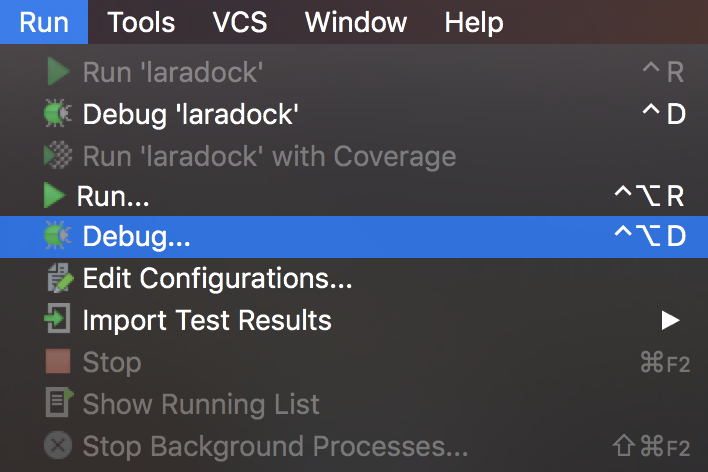 Run Tools VCS Window Help
Run 'laradock' ^ R
Debug 'laradock' ^ D
Run 'laradock' with Coverage
Run... ^⌥ R
Debug... ^⌥ D
Edit Configurations...
Import Test Results ▶
Stop ⌘F2
Show Running List
Stop Background Processes... ⇧⌘F2